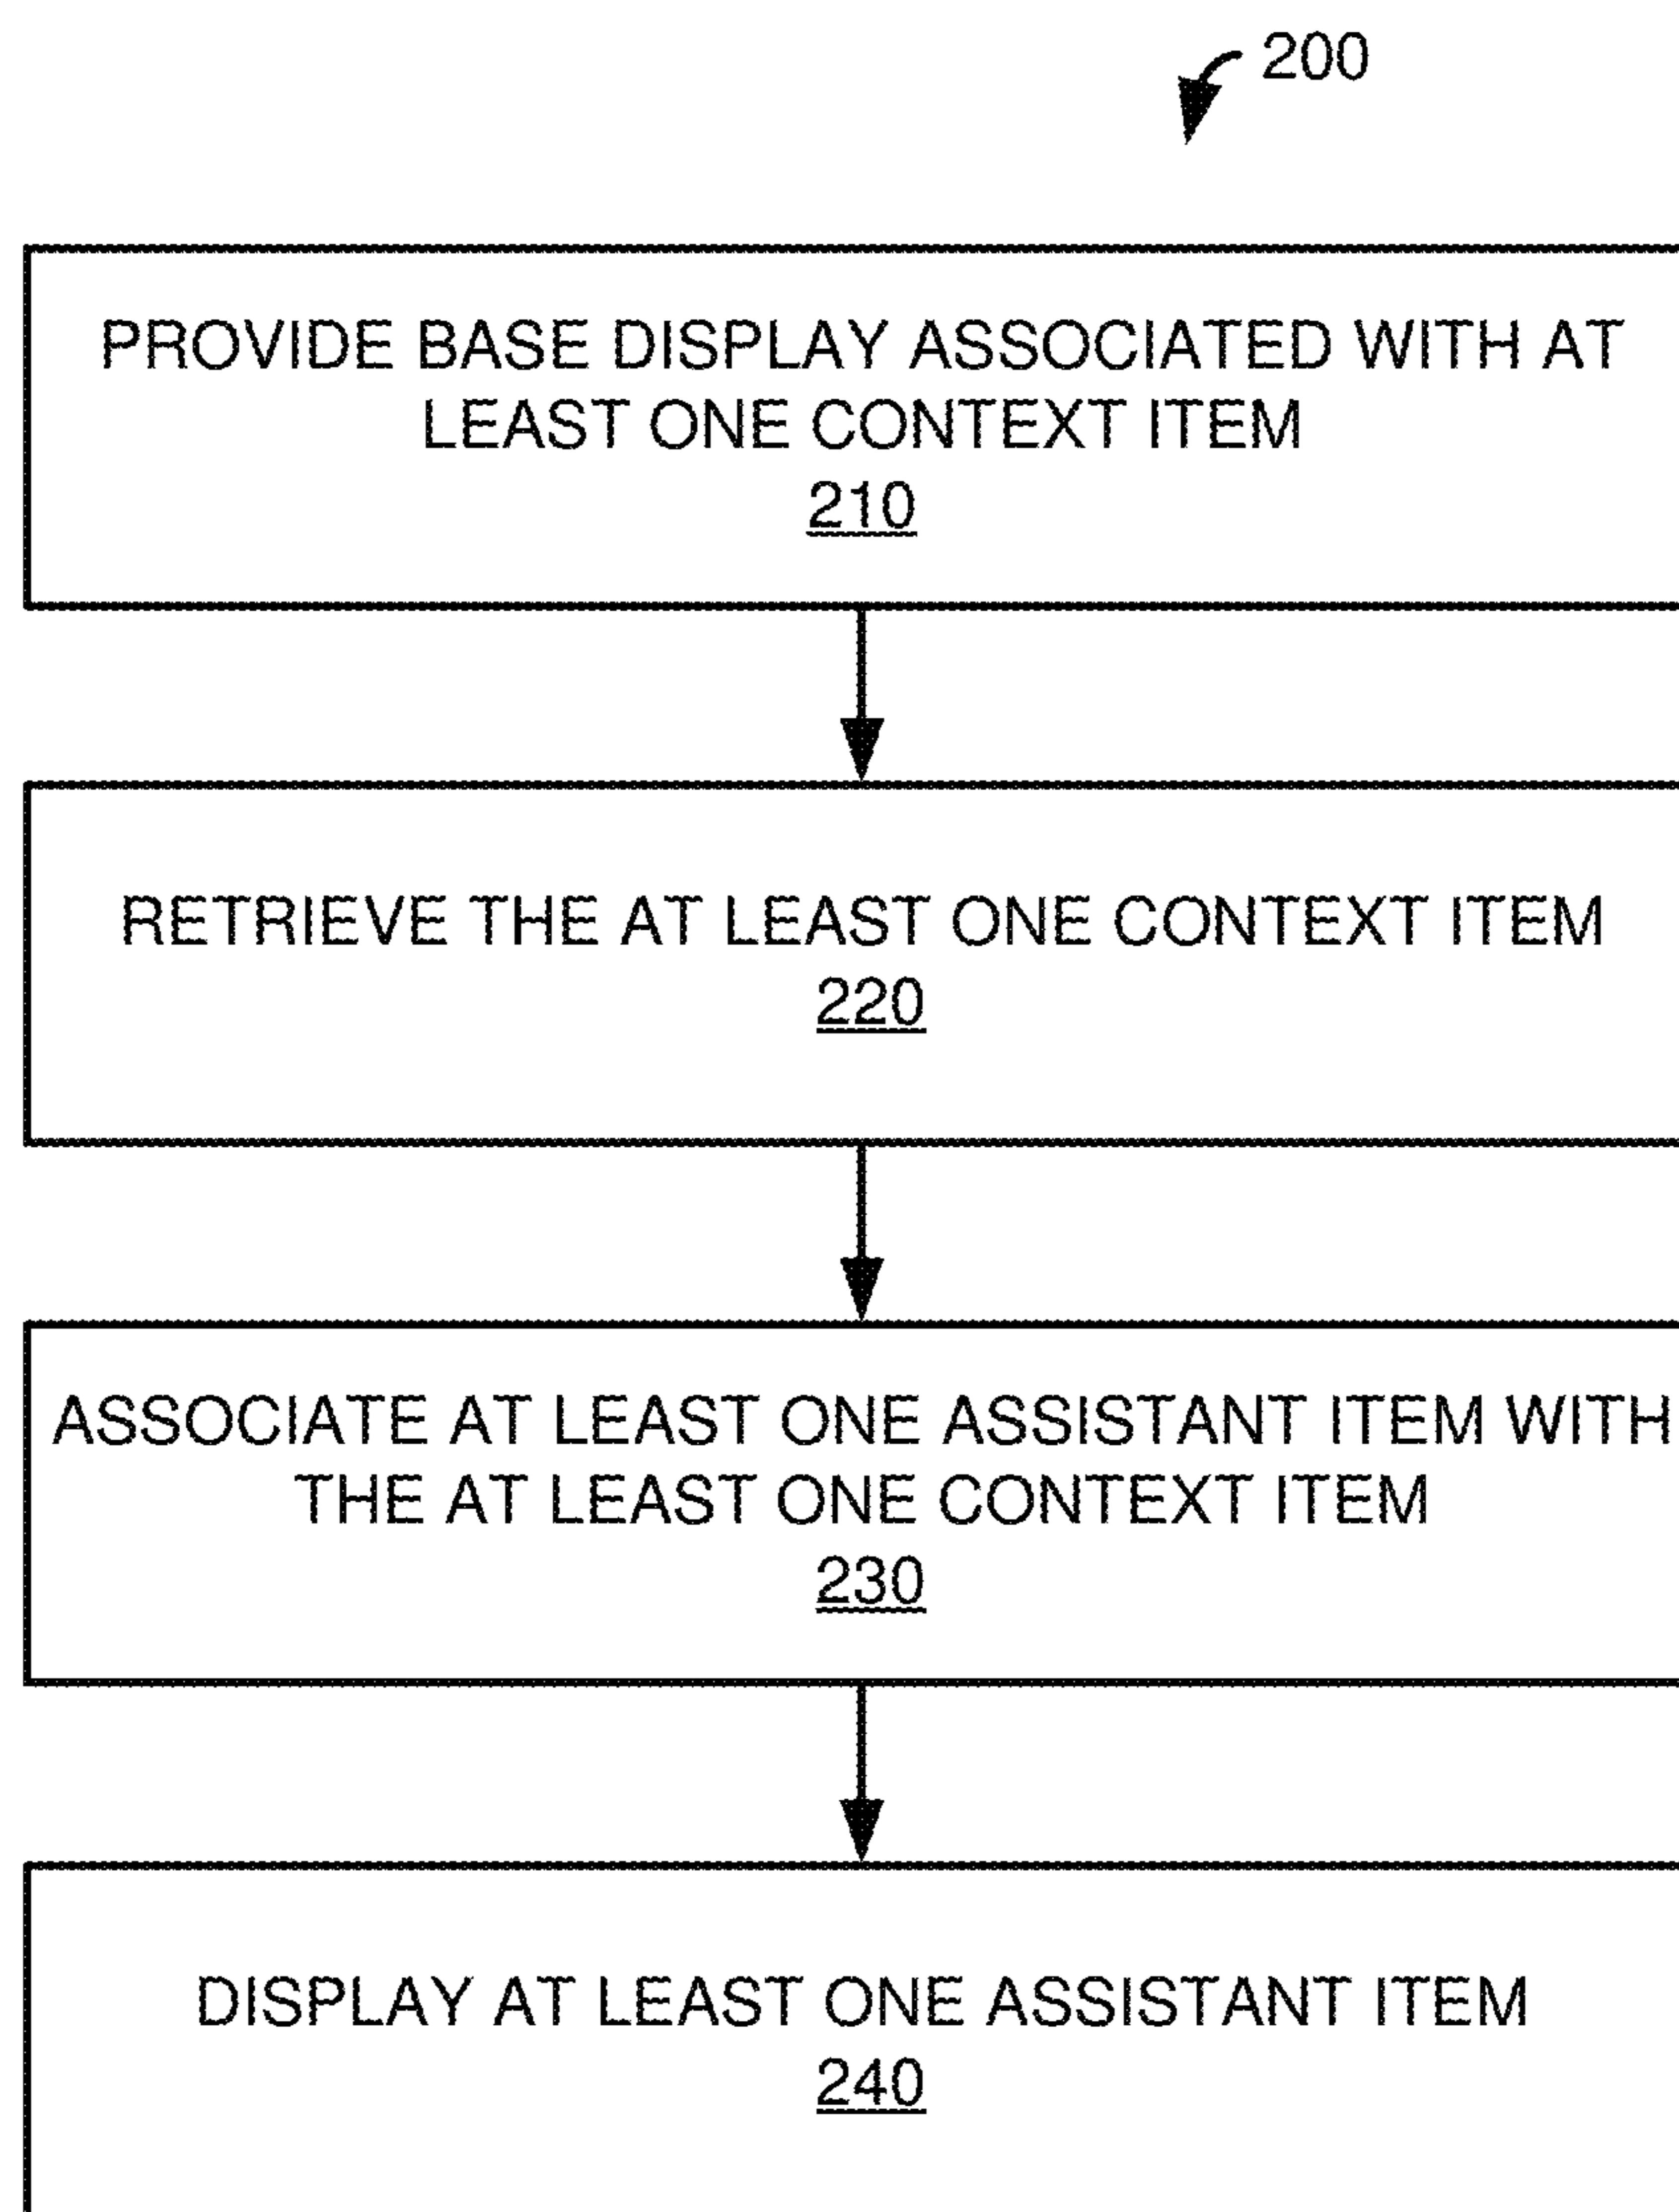 200
PROVIDE BASE DISPLAY ASSOCIATED WITH AT
LEAST ONE CONTEXT ITEM
210
RETRIEVE THE AT LEAST ONE CONTEXT ITEM
220
ASSOCIATE AT LEAST ONE ASSISTANT ITEM WITH
THE AT LEAST ONE CONTEXT ITEM
230
DISPLAY AT LEAST ONE ASSISTANT ITEM
240